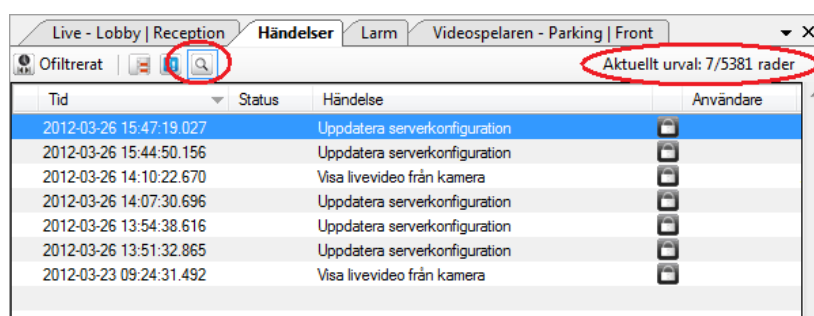 Live - Lobby | Reception Händelser Larm Videospelaren - Parking | Front
Ofiltrerat Aktuellt urval: 7/5381 rader
Tid Status Händelse Användare
2012-03-26 15:47:19.027 Uppdatera serverkonfiguration
2012-03-26 15:44:50.156 Uppdatera serverkonfiguration
2012-03-26 14:10:22.670 Visa livevideo från kamera
2012-03-26 14:07:30.696 Uppdatera serverkonfiguration
2012-03-26 13:54:38.616 Uppdatera serverkonfiguration
2012-03-26 13:51:32.865 Uppdatera serverkonfiguration
2012-03-23 09:24:31.492 Visa livevideo från kamera